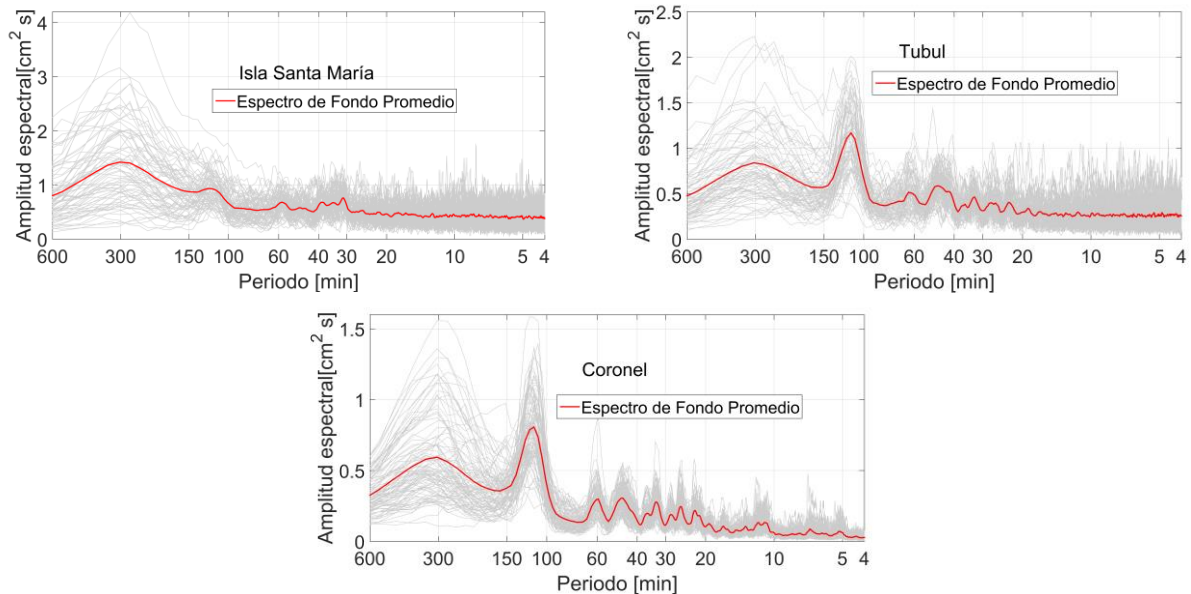 Amplitud espectral[cm² s]
4
3
2
1
0
Isla Santa María
Espectro de Fondo Promedio
600 300 150 100 60 40 30 20 10 5 4
Periodo [min]
Amplitud espectral[cm² s]
2.5
2
1.5
1
0.5
0
Tubul
Espectro de Fondo Promedio
600 300 150 100 60 40 30 20 10 5 4
Periodo [min]
Amplitud espectral[cm² s]
1.5
1
0.5
0
Coronel
Espectro de Fondo Promedio
600 300 150 100 60 40 30 20 10 5 4
Periodo [min]